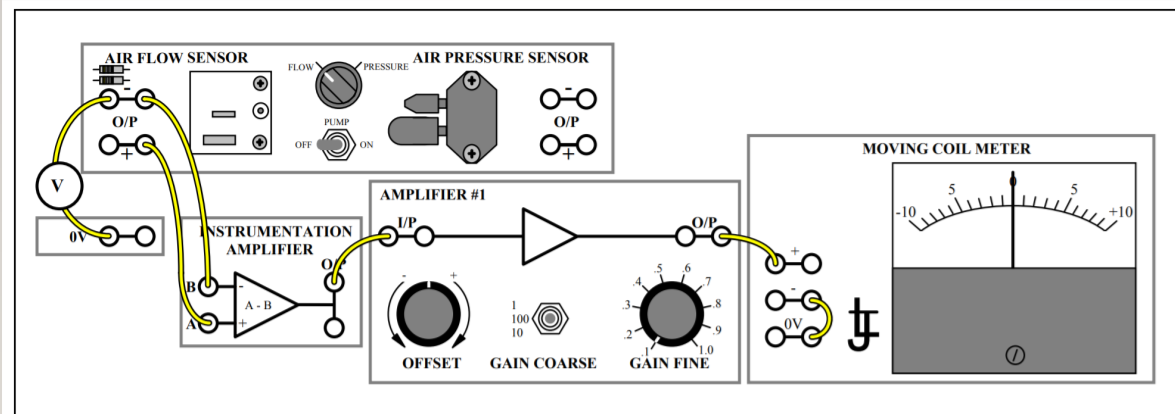 AIR FLOW SENSOR
FLOW
PRESSURE
AIR PRESSURE SENSOR
-
O/P
+
PUMP
OFF
ON
-
O/P
+
V
0V
INSTRUMENTATION
AMPLIFIER
O/P
B
-
A - B
A
+
AMPLIFIER #1
I/P
O/P
-
+
OFFSET
1
100
10
GAIN COARSE
.1
.2
.3
.4
.5
.6
.7
.8
.9
1.0
GAIN FINE
MOVING COIL METER
+
-
0V
-10
5
0
5
+10